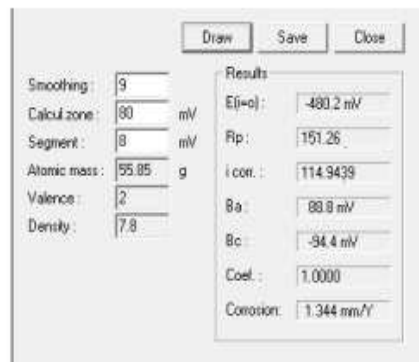 Draw Save Close
Smoothing : 9
Calcul zone : 80 mV
Segment : 8 mV
Atomic mass : 55.85 g
Valence : 2
Density : 7.8
Results
E(i=o) : -480.2 mV
Rp : 151.26
i corr. : 114.9439
Ba : 88.8 mV
Bc : -94.4 mV
Coef. : 1.0000
Corrosion: 1.344 mm/Y